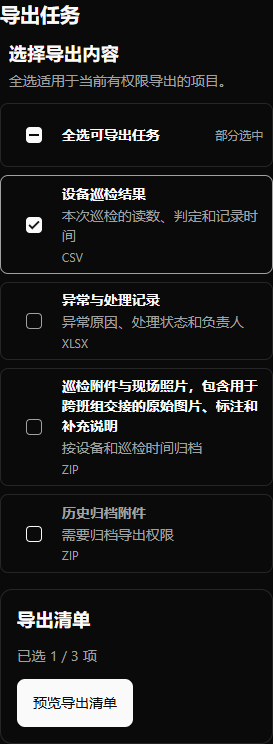 导出任务
选择导出内容
全选适用于当前有权限导出的项目。
全选可导出任务 部分选中
设备巡检结果
本次巡检的读数、判定和记录时
间
CSV
异常与处理记录
异常原因、处理状态和负责人
XLSX
巡检附件与现场照片，包含用于
跨班组交接的原始图片、标注和
补充说明
按设备和巡检时间归档
ZIP
历史归档附件
需要归档导出权限
ZIP
导出清单
已选 1 / 3 项
预览导出清单